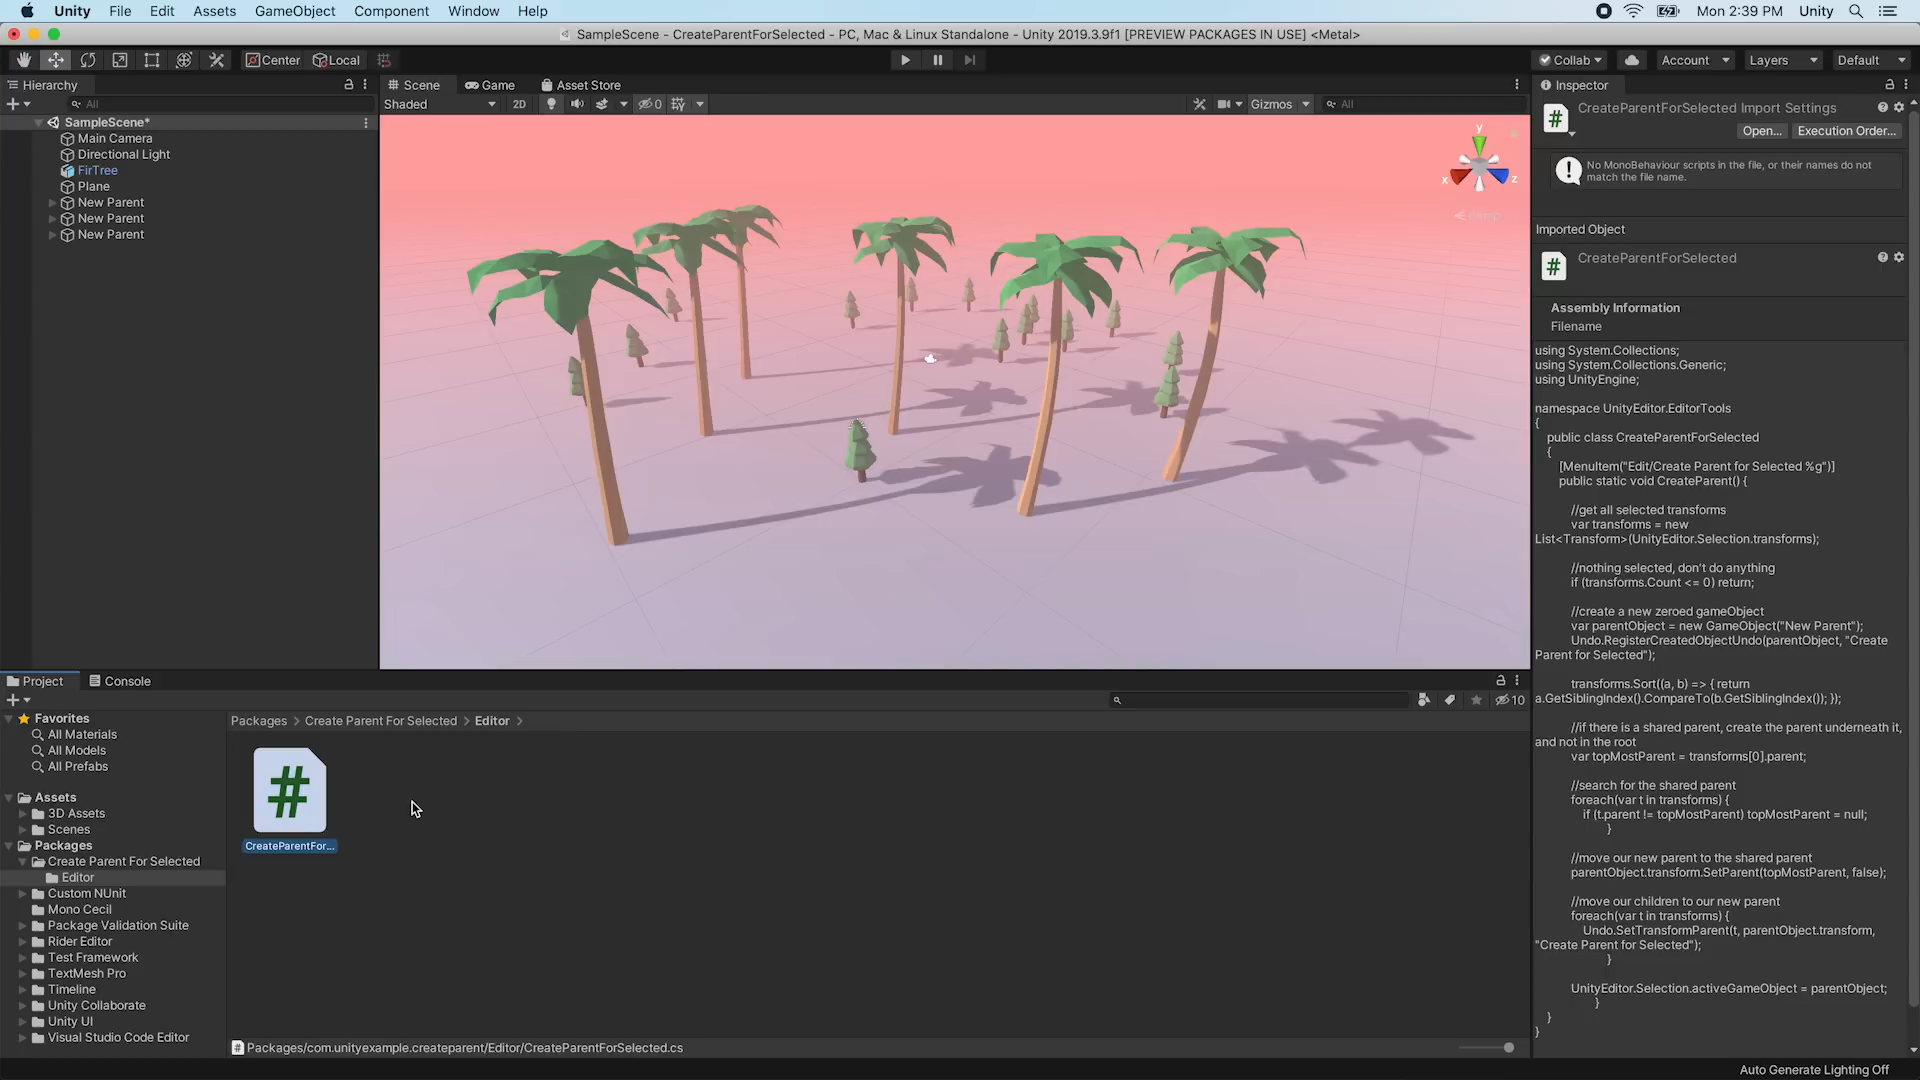 Unity File Edit Assets GameObject Component Window Help Mon 2:39 PM Unity
SampleScene - CreateParentForSelected - PC, Mac & Linux Standalone - Unity 2019.3.9f1 [PREVIEW PACKAGES IN USE] <Metal>
Center Local Collab Account Layers Default
Hierarchy
All
SampleScene*
Main Camera
Directional Light
FirTree
Plane
New Parent
New Parent
New Parent
Scene Game Asset Store
Shaded 2D 0 Gizmos All
y
x z
Persp
Inspector
CreateParentForSelected Import Settings
Open... Execution Order...
No MonoBehaviour scripts in the file, or their names do not
match the file name.
Imported Object
CreateParentForSelected
Assembly Information
Filename
using System.Collections;
using System.Collections.Generic;
using UnityEngine;
namespace UnityEditor.EditorTools
{
public class CreateParentForSelected
{
[MenuItem("Edit/Create Parent for Selected %g")]
public static void CreateParent() {
//get all selected transforms
var transforms = new
List<Transform>(UnityEditor.Selection.transforms);
//nothing selected, don't do anything
if (transforms.Count <= 0) return;
//create a new zeroed gameObject
var parentObject = new GameObject("New Parent");
Undo.RegisterCreatedObjectUndo(parentObject, "Create
Parent for Selected");
transforms.Sort((a, b) => { return
a.GetSiblingIndex().CompareTo(b.GetSiblingIndex()); });
//if there is a shared parent, create the parent underneath it,
and not in the root
var topMostParent = transforms[0].parent;
//search for the shared parent
foreach(var t in transforms) {
if (t.parent != topMostParent) topMostParent = null;
}
//move our new parent to the shared parent
parentObject.transform.SetParent(topMostParent, false);
//move our children to our new parent
foreach(var t in transforms) {
Undo.SetTransformParent(t, parentObject.transform,
"Create Parent for Selected");
}
UnityEditor.Selection.activeGameObject = parentObject;
}
}
}
Project Console
10
Favorites
All Materials
All Models
All Prefabs
Assets
3D Assets
Scenes
Packages
Create Parent For Selected
Editor
Custom NUnit
Mono Cecil
Package Validation Suite
Rider Editor
Test Framework
TextMesh Pro
Timeline
Unity Collaborate
Unity UI
Visual Studio Code Editor
Packages > Create Parent For Selected > Editor >
#
CreateParentFor...
Packages/com.unityexample.createparent/Editor/CreateParentForSelected.cs
Auto Generate Lighting Off